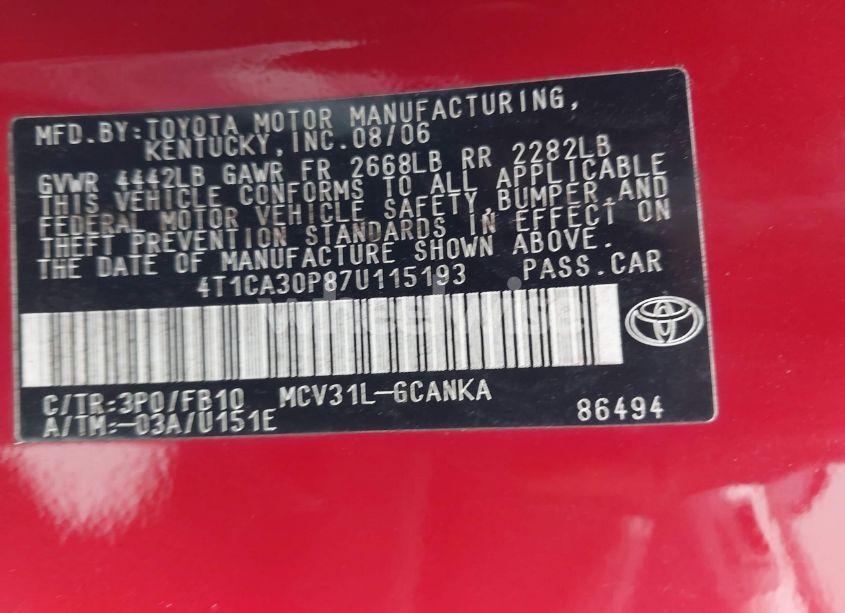 MFD. BY: TOYOTA MOTOR MANUFACTURING,
KENTUCKY, INC. 08/06
GVWR 4442LB GAWR FR 2668LB RR 2282LB
THIS VEHICLE CONFORMS TO ALL APPLICABLE
FEDERAL MOTOR VEHICLE SAFETY, BUMPER, AND
THEFT PREVENTION STANDARDS IN EFFECT ON
THE DATE OF MANUFACTURE SHOWN ABOVE.
4T1CA30P87U115193 PASS. CAR
Wheelwise
C/TR: 3P0/FB10 MCV31L-GCANKA
A/TM: -03A/U151E 86494